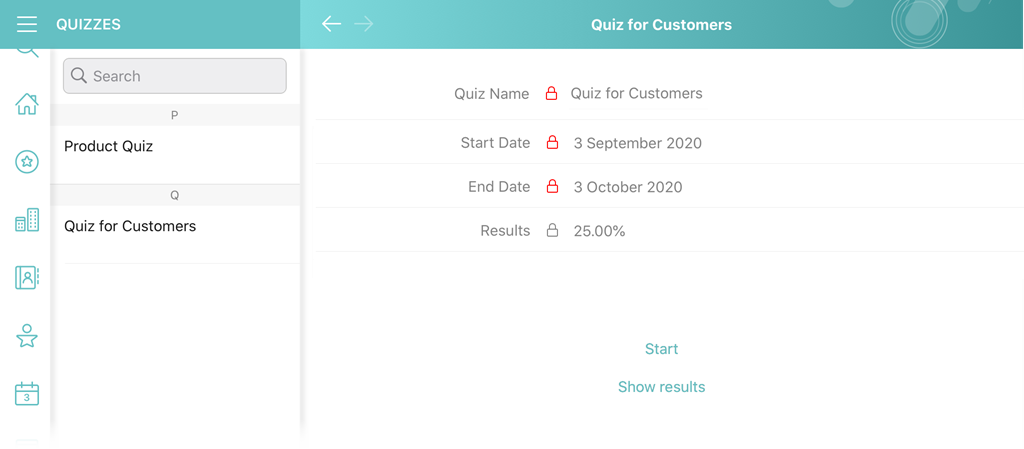 QUIZZES
Quiz for Customers
Search
P
Product Quiz
Q
Quiz for Customers
3
Quiz Name Quiz for Customers
Start Date 3 September 2020
End Date 3 October 2020
Results 25.00%
Start
Show results